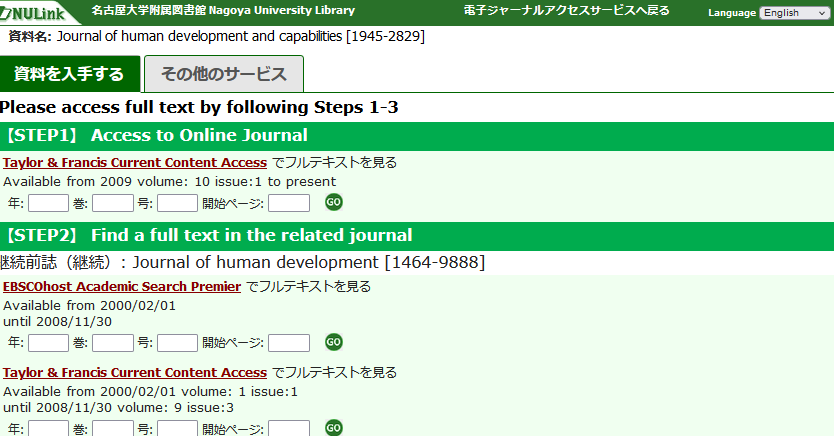 NULink 名古屋大学附属図書館 Nagoya University Library 電子ジャーナルアクセスサービスへ戻る Language English
資料名: Journal of human development and capabilities [1945-2829]
資料を入手する その他のサービス
Please access full text by following Steps 1-3
【STEP1】 Access to Online Journal
Taylor & Francis Current Content Access でフルテキストを見る
Available from 2009 volume: 10 issue:1 to present
年: 巻: 号: 開始ページ: GO
【STEP2】 Find a full text in the related journal
継続前誌（継続）: Journal of human development [1464-9888]
EBSCOhost Academic Search Premier でフルテキストを見る
Available from 2000/02/01
until 2008/11/30
年: 巻: 号: 開始ページ: GO
Taylor & Francis Current Content Access でフルテキストを見る
Available from 2000/02/01 volume: 1 issue:1
until 2008/11/30 volume: 9 issue:3
年: 巻: 号: 開始ページ: GO